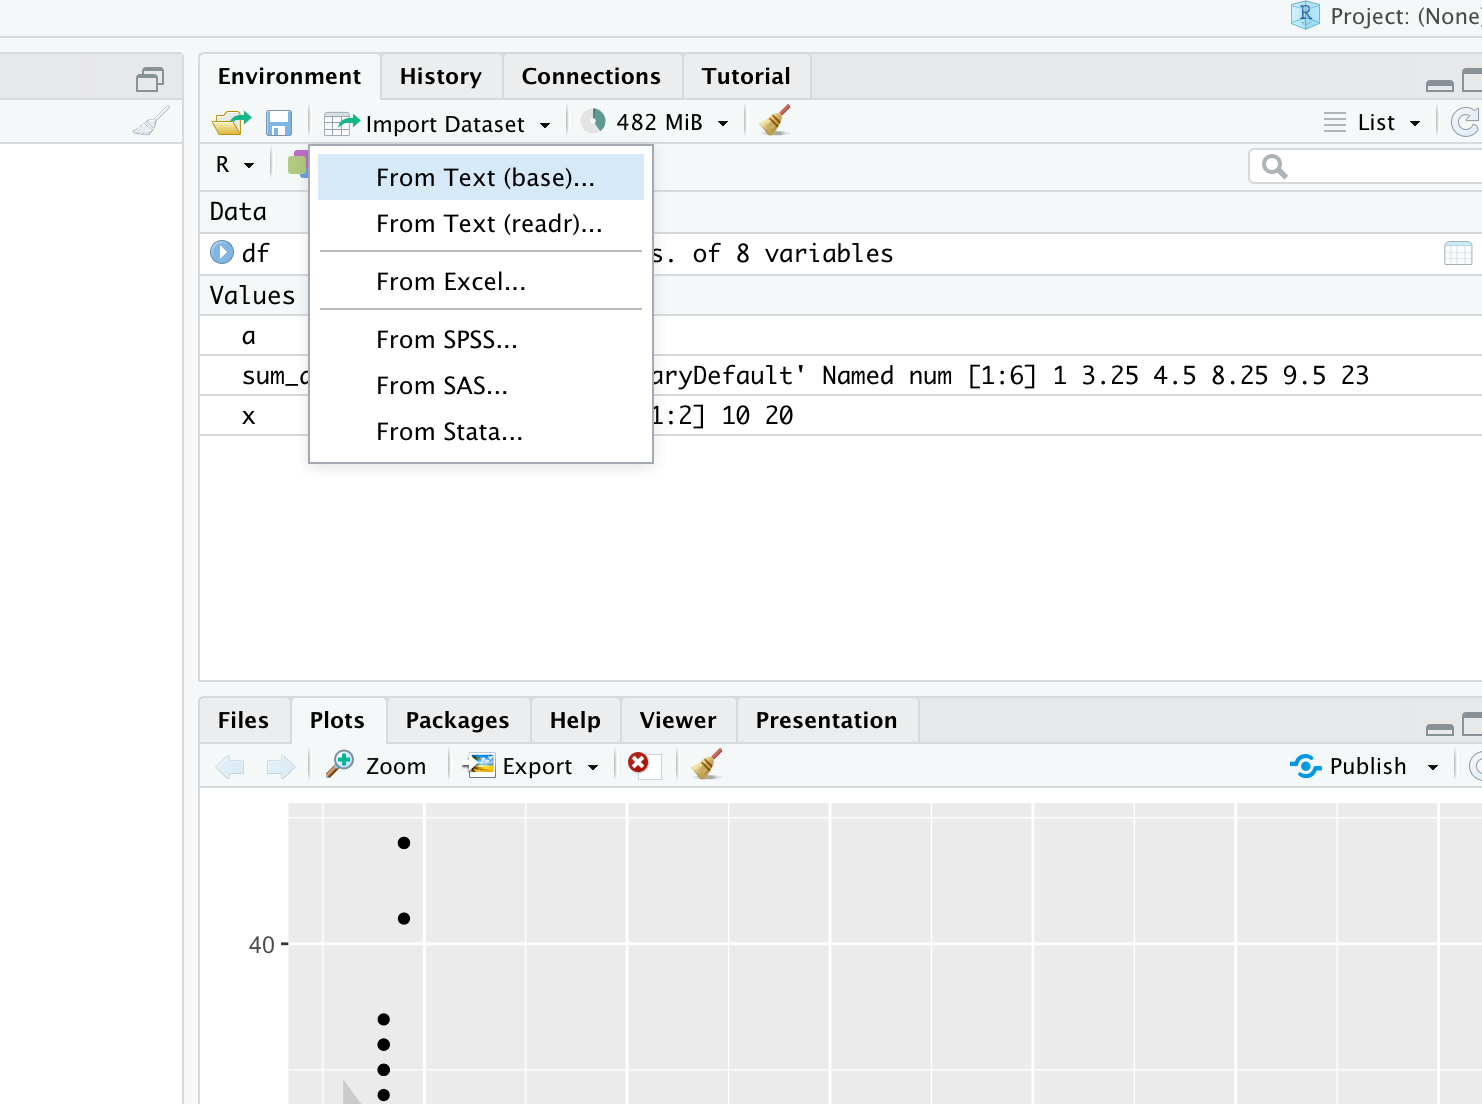 Project: (None
Environment History Connections Tutorial
Import Dataset 482 MiB List
R
From Text (base)...
From Text (readr)...
From Excel...
From SPSS...
From SAS...
From Stata...
Data
df s. of 8 variables
Values
a
sum_ aryDefault' Named num [1:6] 1 3.25 4.5 8.25 9.5 23
x 1:2] 10 20
Files Plots Packages Help Viewer Presentation
Zoom Export Publish
40